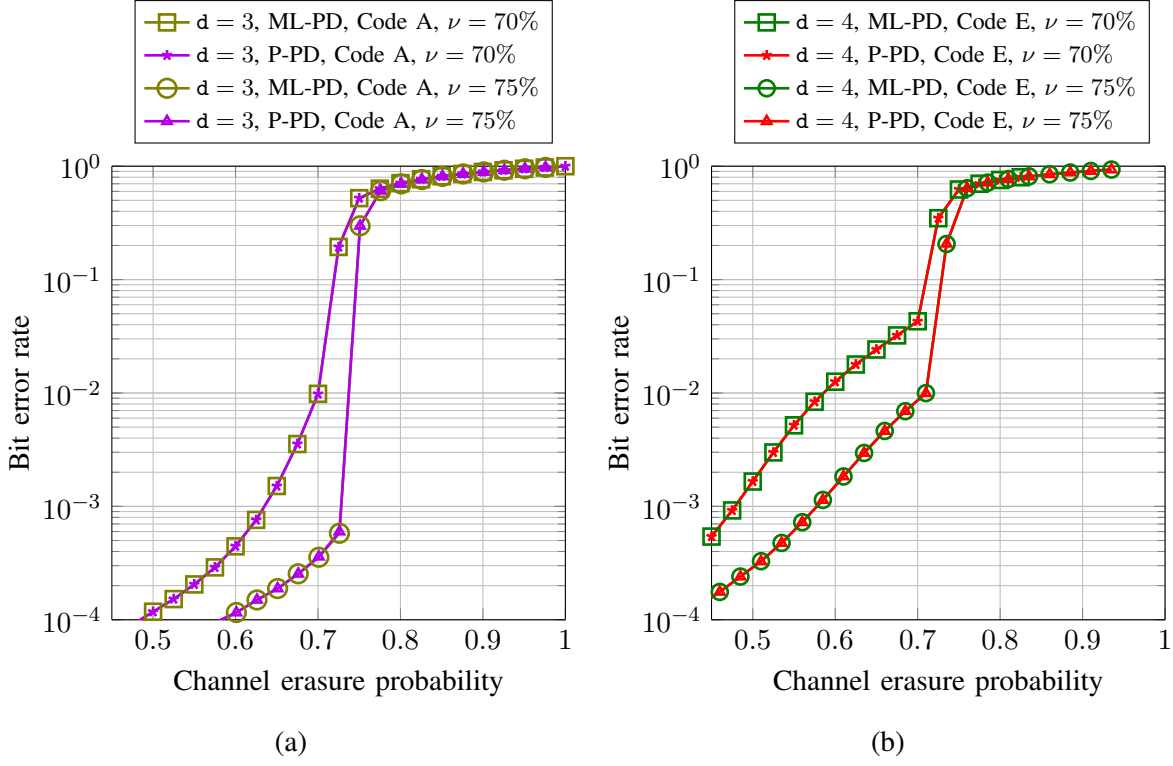 d = 3, ML-PD, Code A, ν = 70%
d = 3, P-PD, Code A, ν = 70%
d = 3, ML-PD, Code A, ν = 75%
d = 3, P-PD, Code A, ν = 75%
10⁰
10⁻¹
10⁻²
10⁻³
10⁻⁴
Bit error rate
0.5 0.6 0.7 0.8 0.9 1
Channel erasure probability
(a)
d = 4, ML-PD, Code E, ν = 70%
d = 4, P-PD, Code E, ν = 70%
d = 4, ML-PD, Code E, ν = 75%
d = 4, P-PD, Code E, ν = 75%
10⁰
10⁻¹
10⁻²
10⁻³
10⁻⁴
Bit error rate
0.5 0.6 0.7 0.8 0.9 1
Channel erasure probability
(b)